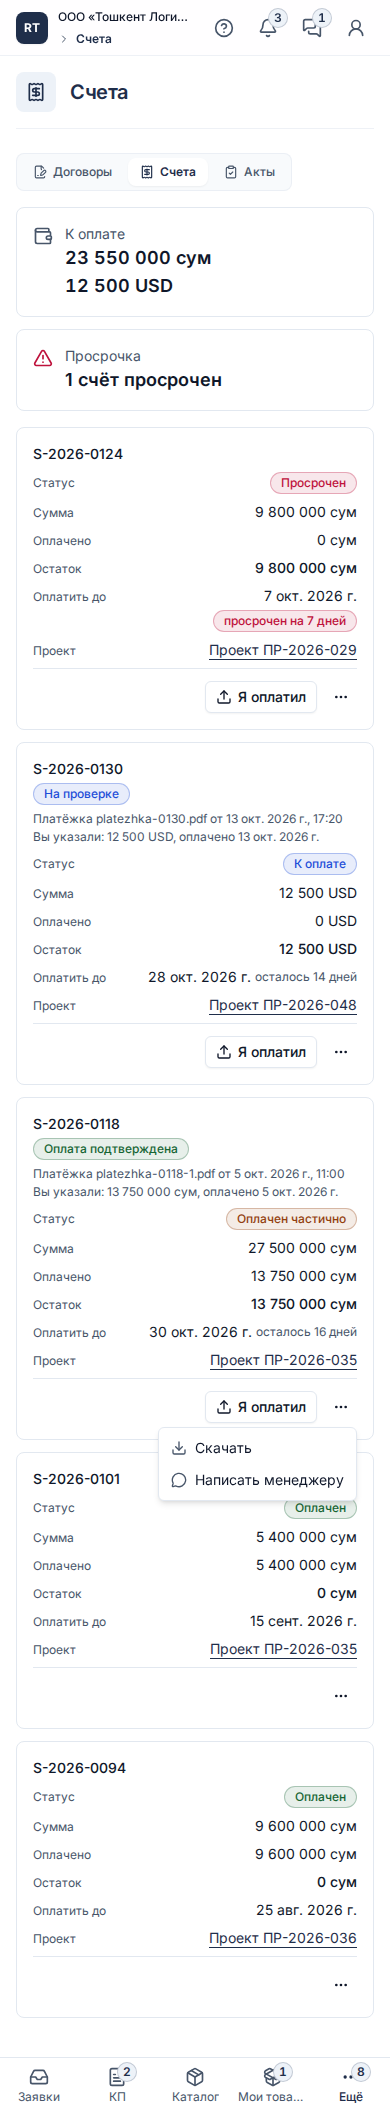 RT
ООО «Тошкент Логи...
Счета
3
1
Счета
Договоры
Счета
Акты
К оплате
23 550 000 сум
12 500 USD
Просрочка
1 счёт просрочен
S-2026-0124
Статус
Просрочен
Сумма
9 800 000 сум
Оплачено
0 сум
Остаток
9 800 000 сум
Оплатить до
7 окт. 2026 г.
просрочен на 7 дней
Проект
Проект ПР-2026-029
Я оплатил
S-2026-0130
На проверке
Платёжка platezhka-0130.pdf от 13 окт. 2026 г., 17:20
Вы указали: 12 500 USD, оплачено 13 окт. 2026 г.
Статус
К оплате
Сумма
12 500 USD
Оплачено
0 USD
Остаток
12 500 USD
Оплатить до
28 окт. 2026 г. осталось 14 дней
Проект
Проект ПР-2026-048
Я оплатил
S-2026-0118
Оплата подтверждена
Платёжка platezhka-0118-1.pdf от 5 окт. 2026 г., 11:00
Вы указали: 13 750 000 сум, оплачено 5 окт. 2026 г.
Статус
Оплачен частично
Сумма
27 500 000 сум
Оплачено
13 750 000 сум
Остаток
13 750 000 сум
Оплатить до
30 окт. 2026 г. осталось 16 дней
Проект
Проект ПР-2026-035
Я оплатил
Скачать
Написать менеджеру
S-2026-0101
Статус
Оплачен
Сумма
5 400 000 сум
Оплачено
5 400 000 сум
Остаток
0 сум
Оплатить до
15 сент. 2026 г.
Проект
Проект ПР-2026-035
S-2026-0094
Статус
Оплачен
Сумма
9 600 000 сум
Оплачено
9 600 000 сум
Остаток
0 сум
Оплатить до
25 авг. 2026 г.
Проект
Проект ПР-2026-036
Заявки
2
КП
Каталог
1
Мои това...
8
Ещё